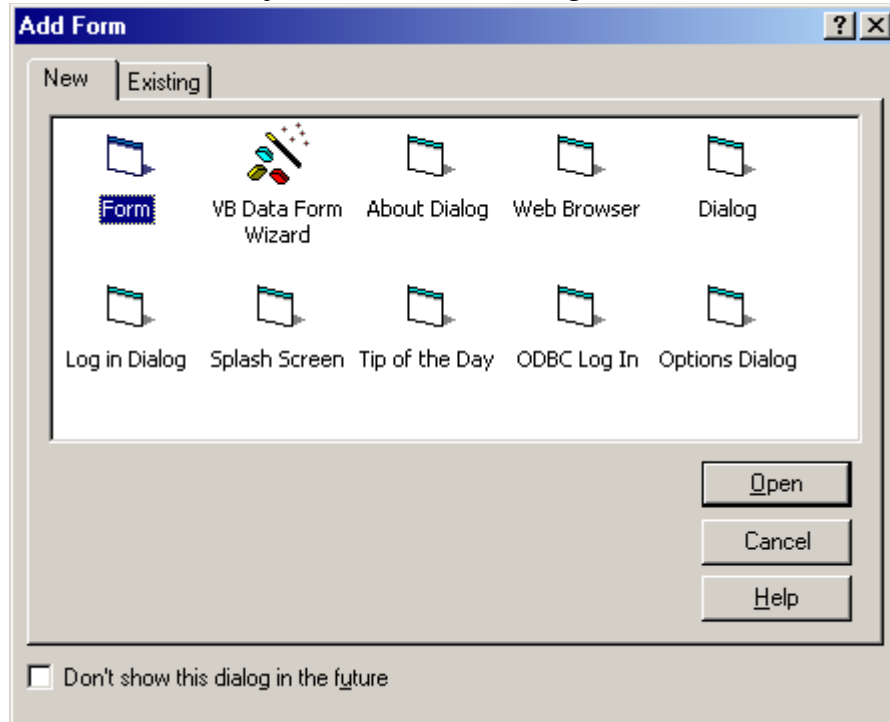 Add Form
New Existing
Form VB Data Form Wizard About Dialog Web Browser Dialog
Log in Dialog Splash Screen Tip of the Day ODBC Log In Options Dialog
Open
Cancel
Help
Don't show this dialog in the future